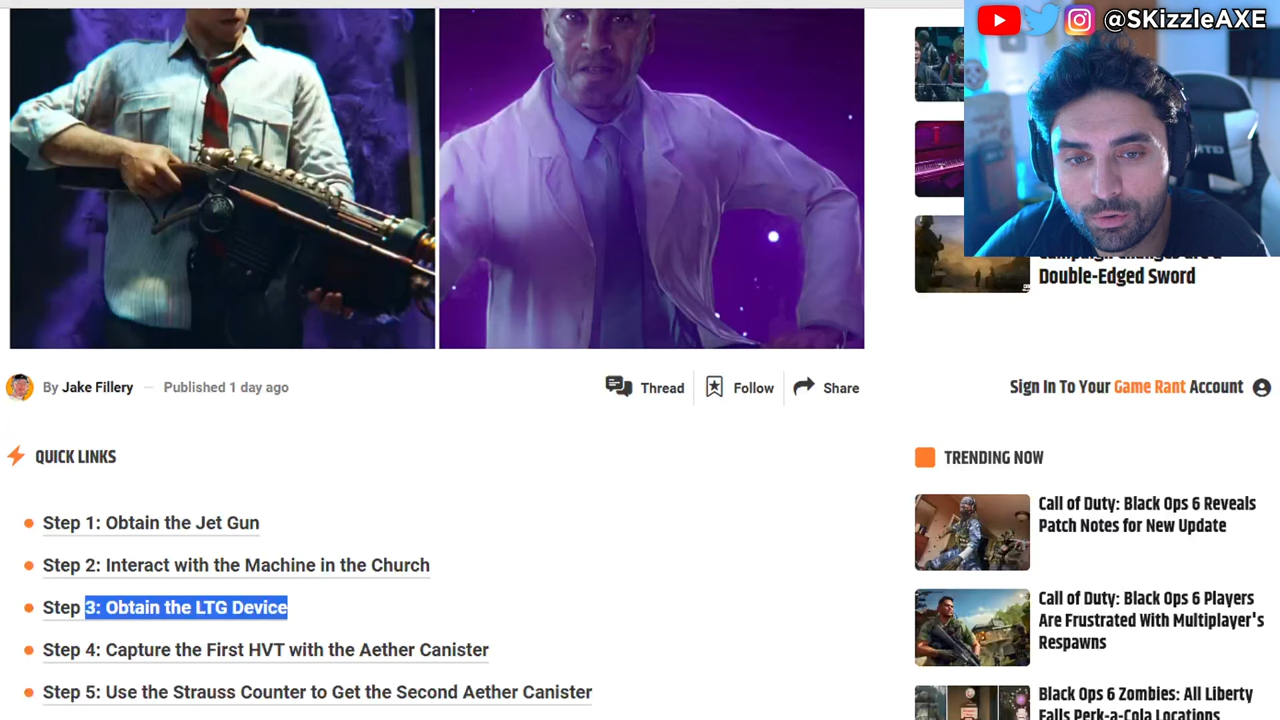 @SKizzleAXE
Campaign Changes are a
Double-Edged Sword
By Jake Fillery — Published 1 day ago
Thread
Follow
Share
Sign In To Your Game Rant Account
QUICK LINKS
Step 1: Obtain the Jet Gun
Step 2: Interact with the Machine in the Church
Step 3: Obtain the LTG Device
Step 4: Capture the First HVT with the Aether Canister
Step 5: Use the Strauss Counter to Get the Second Aether Canister
TRENDING NOW
Call of Duty: Black Ops 6 Reveals
Patch Notes for New Update
Call of Duty: Black Ops 6 Players
Are Frustrated With Multiplayer's
Respawns
Black Ops 6 Zombies: All Liberty
Falls Perk-a-Cola Locations